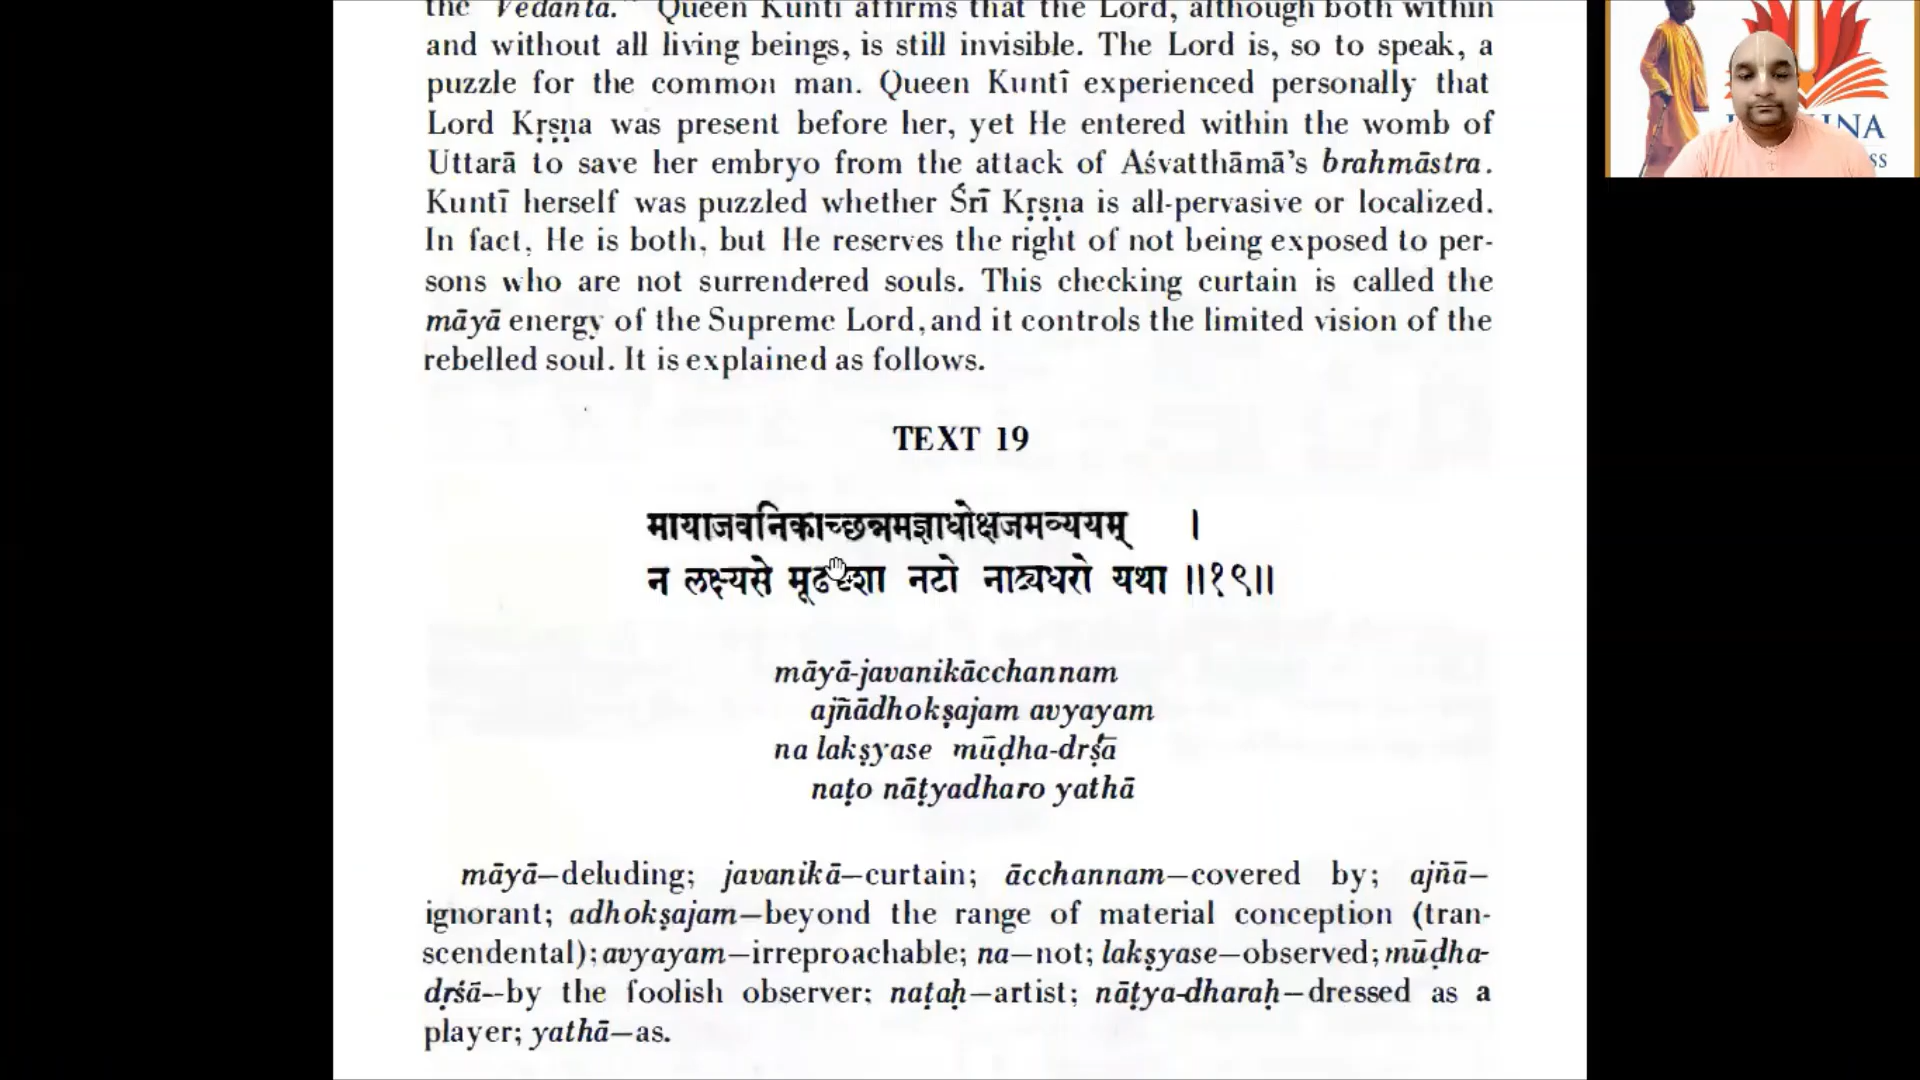 the Vedānta." Queen Kuntī affirms that the Lord, although both within
and without all living beings, is still invisible. The Lord is, so to speak, a
puzzle for the common man. Queen Kuntī experienced personally that
Lord Kṛṣṇa was present before her, yet He entered within the womb of
Uttarā to save her embryo from the attack of Aśvatthāmā's brahmāstra.
Kuntī herself was puzzled whether Śrī Kṛṣṇa is all-pervasive or localized.
In fact, He is both, but He reserves the right of not being exposed to per-
sons who are not surrendered souls. This checking curtain is called the
māyā energy of the Supreme Lord, and it controls the limited vision of the
rebelled soul. It is explained as follows.
TEXT 19
मायाजवनिकाच्छन्नमज्ञाधोक्षजमव्ययम् ।
न लक्ष्यसे मूढदृशा नटो नाट्यधरो यथा ॥१९॥
māyā-javanikācchannam
ajñādhokṣajam avyayam
na lakṣyase mūḍha-dṛśā
naṭo nāṭyadharo yathā
māyā—deluding; javanikā—curtain; ācchannam—covered by; ajñā—
ignorant; adhokṣajam—beyond the range of material conception (tran-
scendental); avyayam—irreproachable; na—not; lakṣyase—observed; mūḍha-
dṛśā--by the foolish observer; naṭaḥ—artist; nāṭya-dharaḥ—dressed as a
player; yathā—as.